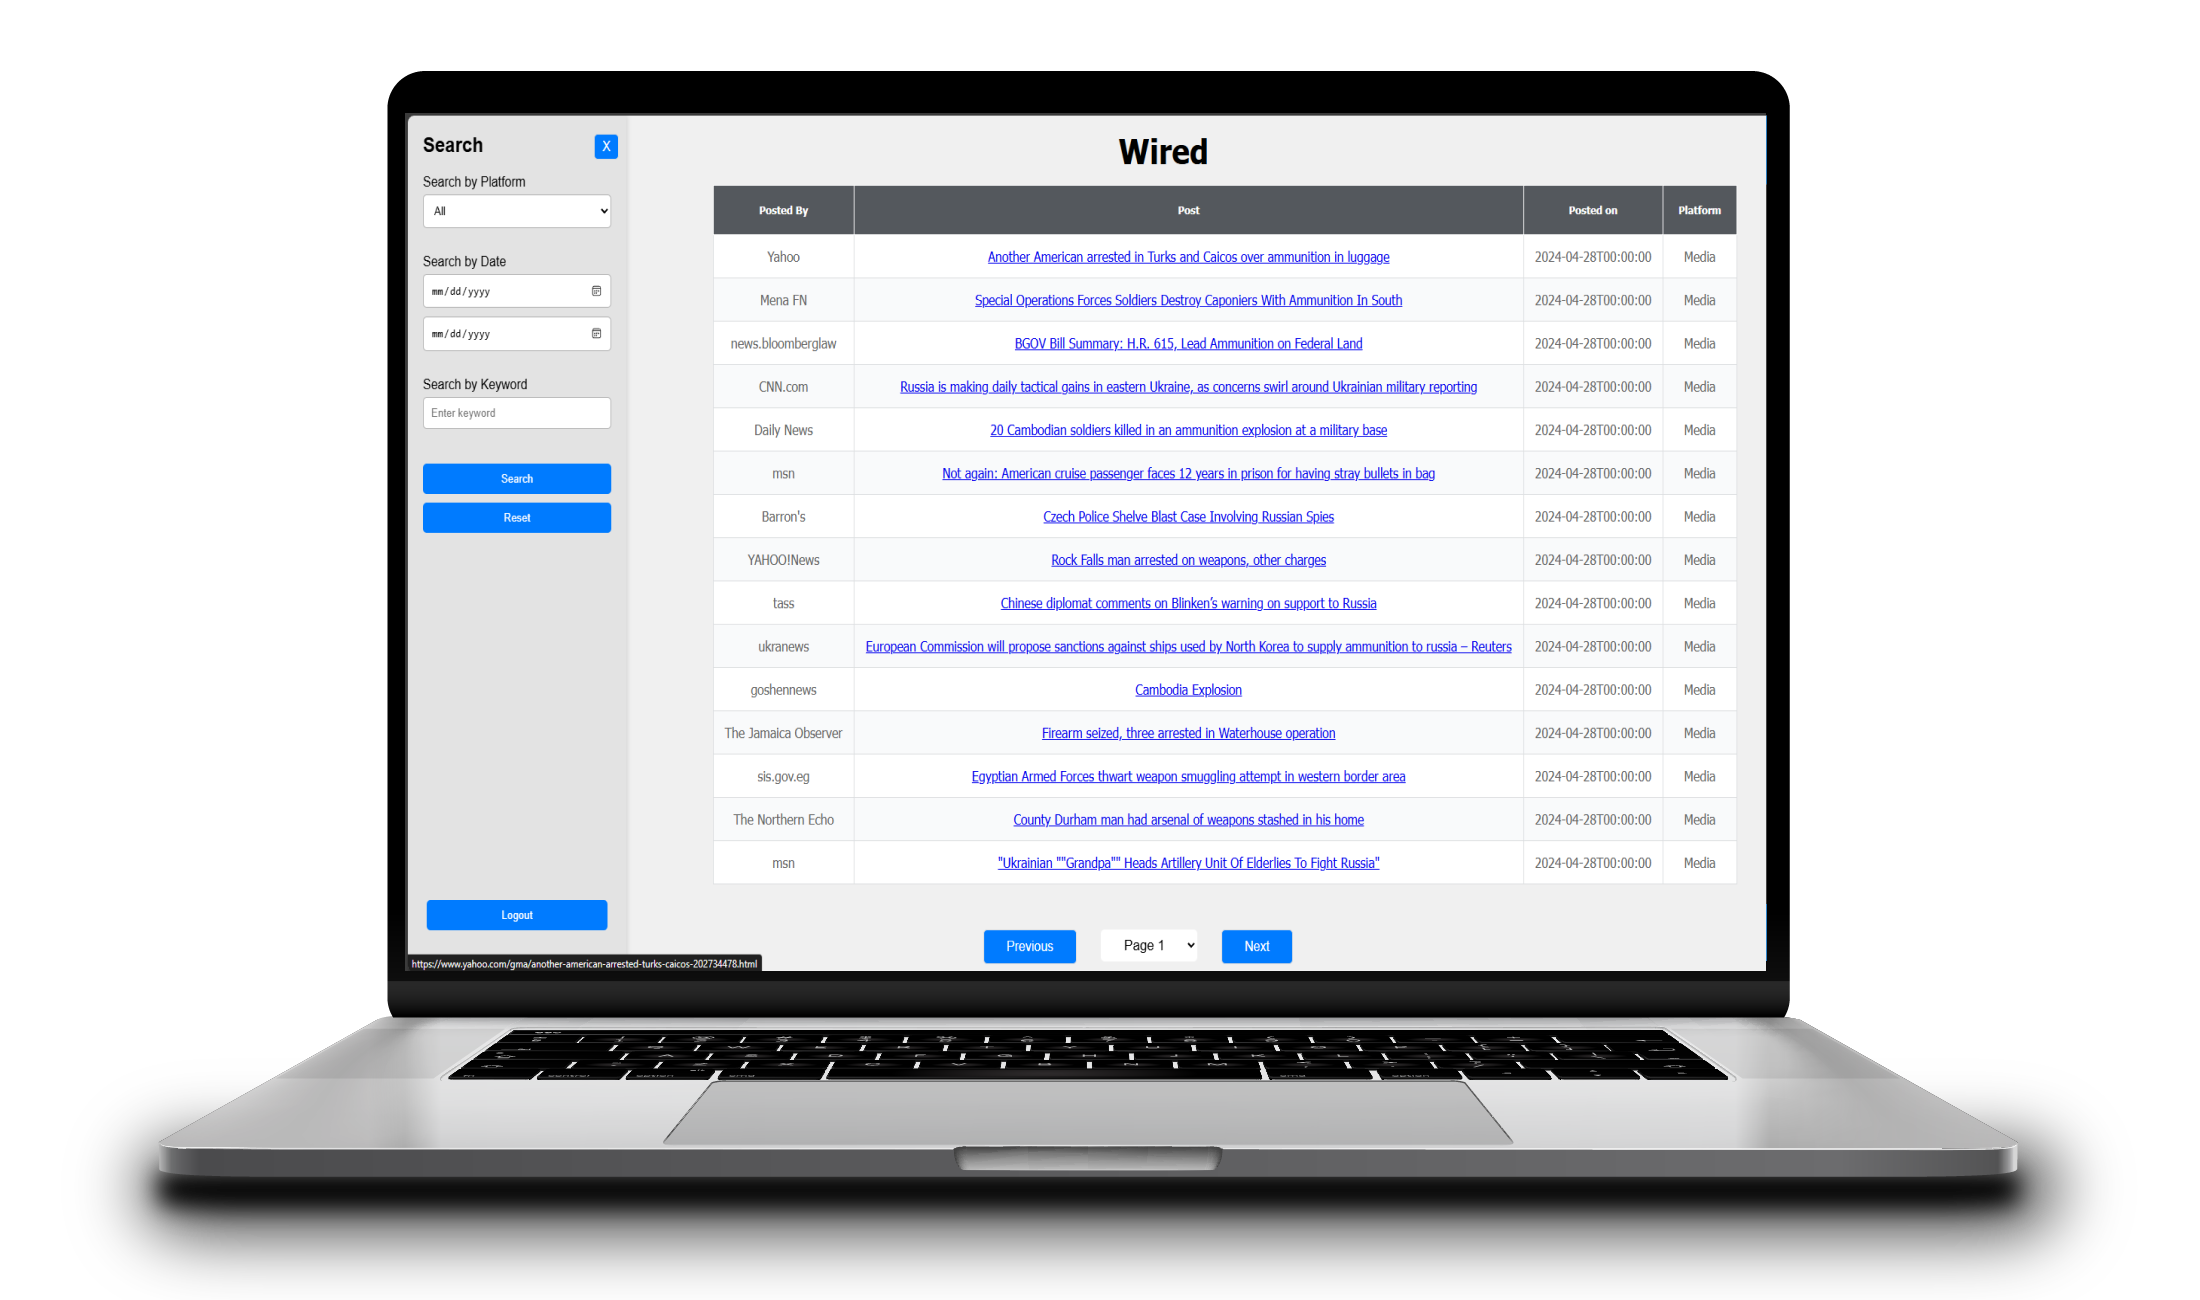 Search
X
Search by Platform
All
Search by Date
mm/dd/yyyy
mm/dd/yyyy
Search by Keyword
Enter keyword
Search
Reset
Logout
https://www.yahoo.com/gma/another-american-arrested-turks-caicos-202734478.html
Wired
Posted By Post Posted on Platform
Yahoo Another American arrested in Turks and Caicos over ammunition in luggage 2024-04-28T00:00:00 Media
Mena FN Special Operations Forces Soldiers Destroy Caponiers With Ammunition In South 2024-04-28T00:00:00 Media
news.bloomberglaw BGOV Bill Summary: H.R. 615, Lead Ammunition on Federal Land 2024-04-28T00:00:00 Media
CNN.com Russia is making daily tactical gains in eastern Ukraine, as concerns swirl around Ukrainian military reporting 2024-04-28T00:00:00 Media
Daily News 20 Cambodian soldiers killed in an ammunition explosion at a military base 2024-04-28T00:00:00 Media
msn Not again: American cruise passenger faces 12 years in prison for having stray bullets in bag 2024-04-28T00:00:00 Media
Barron's Czech Police Shelve Blast Case Involving Russian Spies 2024-04-28T00:00:00 Media
YAHOO!News Rock Falls man arrested on weapons, other charges 2024-04-28T00:00:00 Media
tass Chinese diplomat comments on Blinken’s warning on support to Russia 2024-04-28T00:00:00 Media
ukranews European Commission will propose sanctions against ships used by North Korea to supply ammunition to russia – Reuters 2024-04-28T00:00:00 Media
goshennews Cambodia Explosion 2024-04-28T00:00:00 Media
The Jamaica Observer Firearm seized, three arrested in Waterhouse operation 2024-04-28T00:00:00 Media
sis.gov.eg Egyptian Armed Forces thwart weapon smuggling attempt in western border area 2024-04-28T00:00:00 Media
The Northern Echo County Durham man had arsenal of weapons stashed in his home 2024-04-28T00:00:00 Media
msn "Ukrainian ""Grandpa"" Heads Artillery Unit Of Elderlies To Fight Russia" 2024-04-28T00:00:00 Media
Previous Page 1 Next